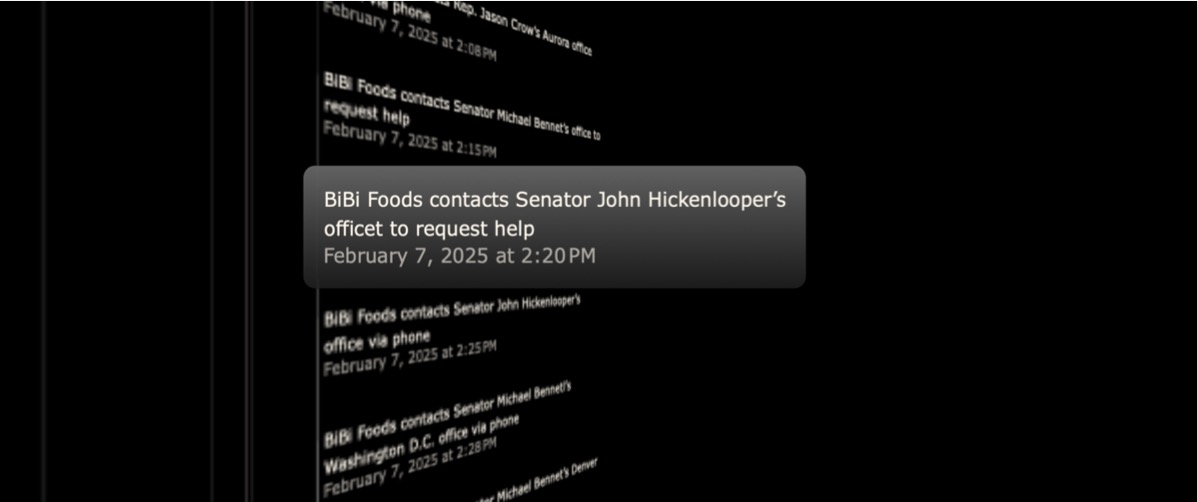 via phone
Rep. Jason Crow's Aurora office
February 7, 2025 at 2:08 PM
BiBi Foods contacts Senator Michael Bennet's office to
request help
February 7, 2025 at 2:15 PM
BiBi Foods contacts Senator John Hickenlooper’s
officet to request help
February 7, 2025 at 2:20 PM
BiBi Foods contacts Senator John Hickenlooper's
office via phone
February 7, 2025 at 2:25 PM
BiBi Foods contacts Senator Michael Bennett's
Washington D.C. office via phone
February 7, 2025 at 2:28 PM
Michael Bennet's Denver